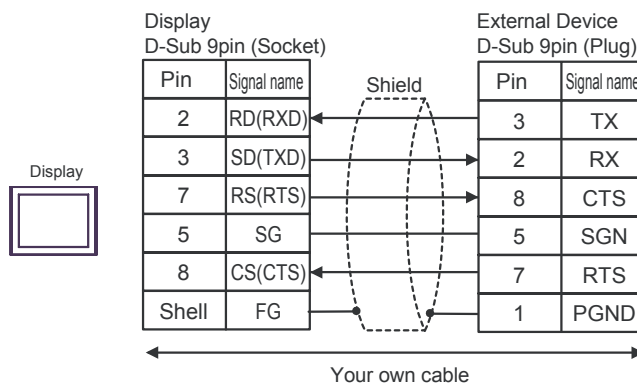 Display
D-Sub 9pin (Socket)
External Device
D-Sub 9pin (Plug)
Pin Signal name Shield Pin Signal name
2 RD(RXD) 3 TX
3 SD(TXD) 2 RX
7 RS(RTS) 8 CTS
5 SG 5 SGN
8 CS(CTS) 7 RTS
Shell FG 1 PGND
Display
Your own cable